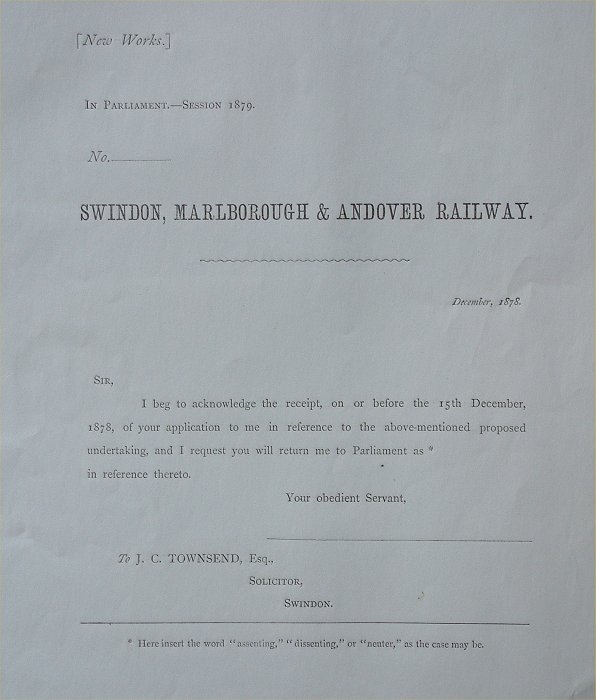 [New Works.]
In Parliament.—Session 1879.
No.
SWINDON, MARLBOROUGH & ANDOVER RAILWAY.
December, 1878.
Sir,
I beg to acknowledge the receipt, on or before the 15th December,
1878, of your application to me in reference to the above-mentioned proposed
undertaking, and I request you will return me to Parliament as *
in reference thereto.
Your obedient Servant,
To J. C. TOWNSEND, Esq.,
Solicitor,
Swindon.
* Here insert the word "assenting," "dissenting," or "neuter," as the case may be.